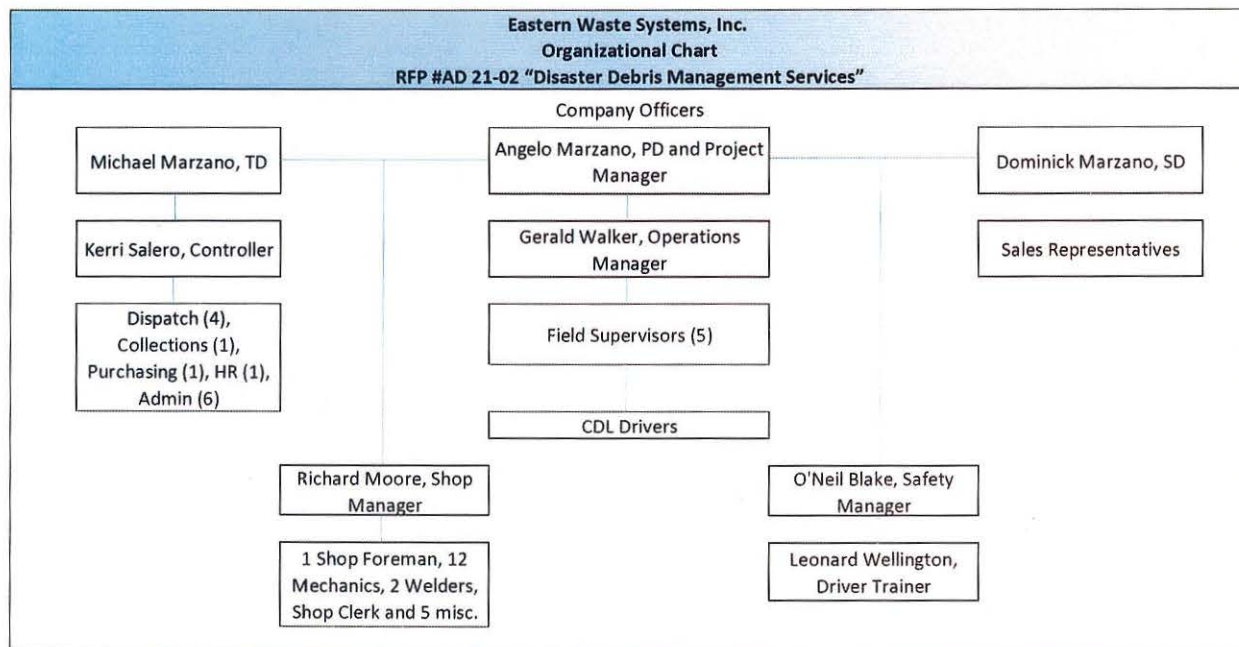 Eastern Waste Systems, Inc.
Organizational Chart
RFP #AD 21-02 “Disaster Debris Management Services”
Company Officers
Michael Marzano, TD
Angelo Marzano, PD and Project
Manager
Dominick Marzano, SD
Kerri Salero, Controller
Gerald Walker, Operations
Manager
Sales Representatives
Dispatch (4),
Collections (1),
Purchasing (1), HR (1),
Admin (6)
Field Supervisors (5)
CDL Drivers
Richard Moore, Shop
Manager
O'Neil Blake, Safety
Manager
1 Shop Foreman, 12
Mechanics, 2 Welders,
Shop Clerk and 5 misc.
Leonard Wellington,
Driver Trainer